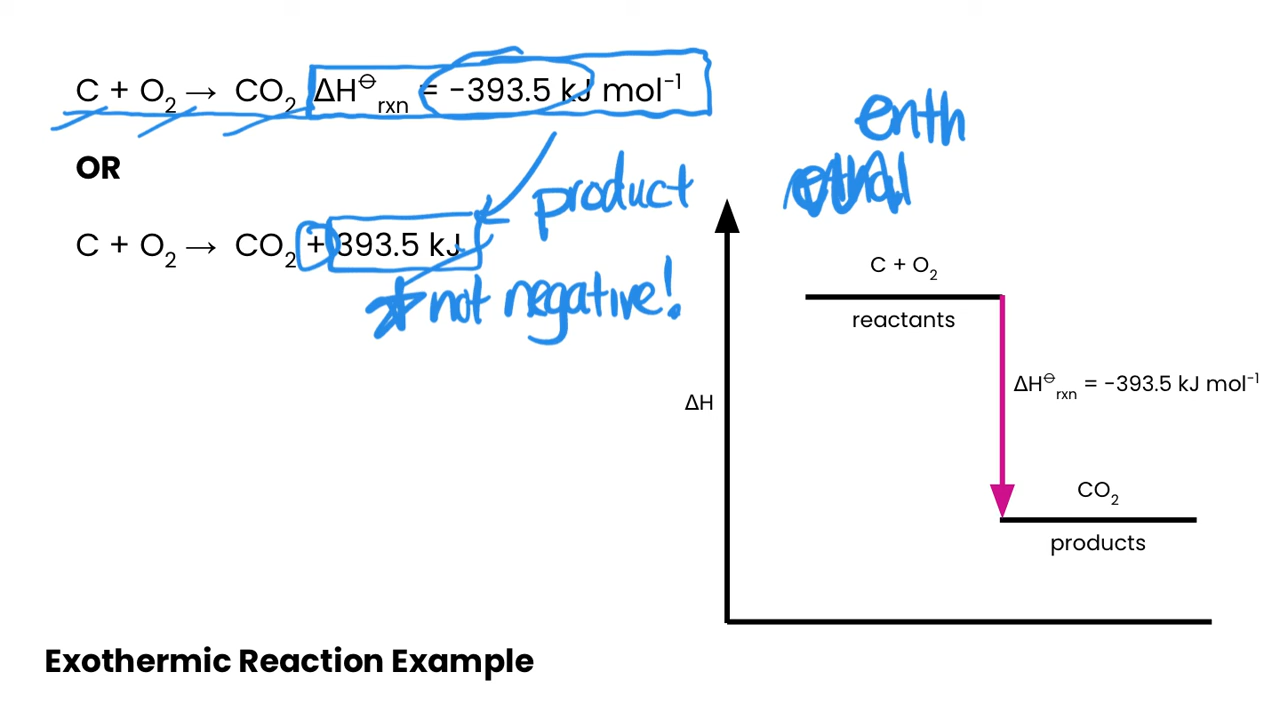 C + O₂ → CO₂ ΔH⦵rxn = -393.5 kJ mol⁻¹
enth
OR
product
C + O₂ → CO₂ + 393.5 kJ
* not negative!
C + O₂
reactants
ΔH⦵rxn = -393.5 kJ mol⁻¹
ΔH
CO₂
products
Exothermic Reaction Example